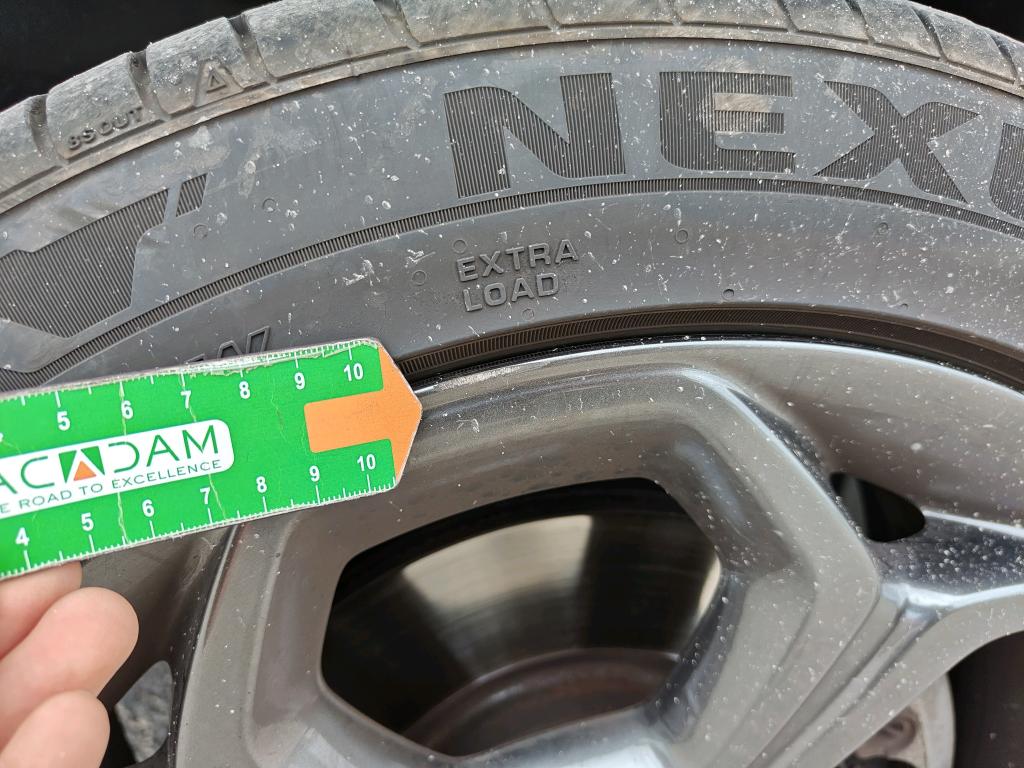 NEXU
EXTRA
LOAD
5 6 7 8 9 10
ACADAM
E ROAD TO EXCELLENCE
4 5 6 7 8 9 10